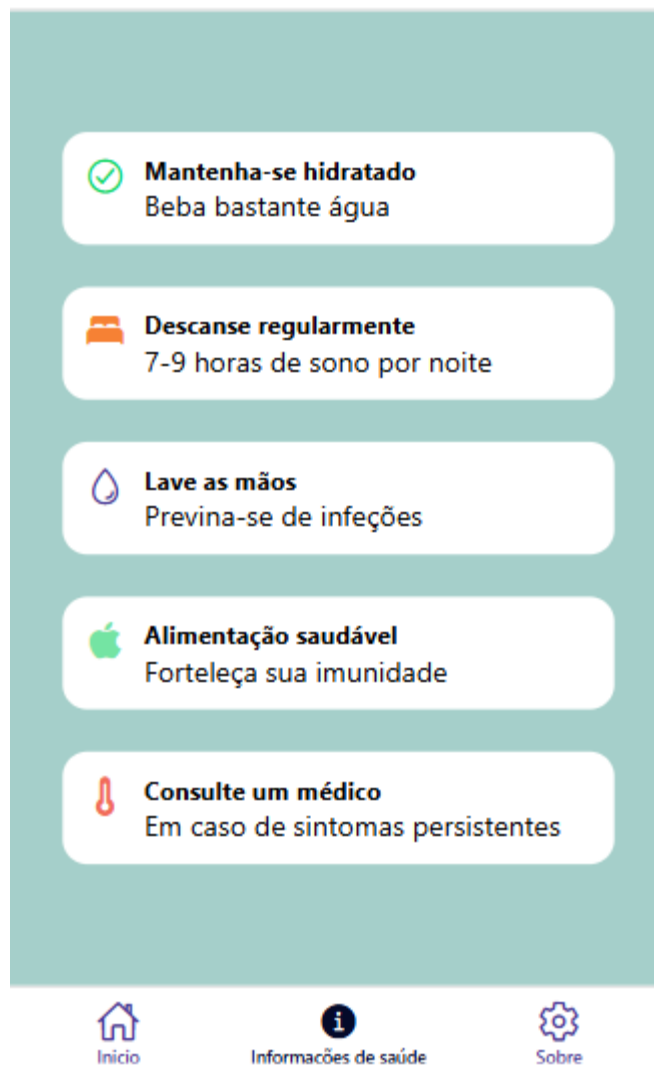 Mantenha-se hidratado
Beba bastante água
Descanse regularmente
7-9 horas de sono por noite
Lave as mãos
Previna-se de infeções
Alimentação saudável
Forteleça sua imunidade
Consulte um médico
Em caso de sintomas persistentes
Inicio Informacões de saúde Sobre